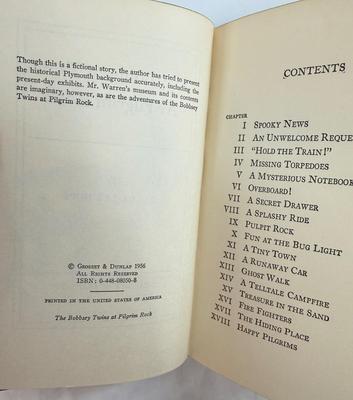 Though this is a fictional story, the author has tried to present
the historical Plymouth background accurately, including the
present-day exhibits. Mr. Warren's museum and its contents
are imaginary, however, as are the adventures of the Bobbsey
Twins at Pilgrim Rock.
© Grosset & Dunlap 1956
All Rights Reserved
ISBN: 0-448-08050-8
PRINTED IN THE UNITED STATES OF AMERICA
The Bobbsey Twins at Pilgrim Rock
CONTENTS
CHAPTER
I Spooky News
II An Unwelcome Reque
III "Hold the Train!"
IV Missing Torpedoes
V A Mysterious Notebook
VI Overboard!
VII A Secret Drawer
VIII A Splashy Ride
IX Pulpit Rock
X Fun at the Bug Light
XI A Tiny Town
XII A Runaway Car
XIII Ghost Walk
XIV A Telltale Campfire
XV Treasure in the Sand
XVI Fire Fighters
XVII The Hiding Place
XVIII Happy Pilgrims